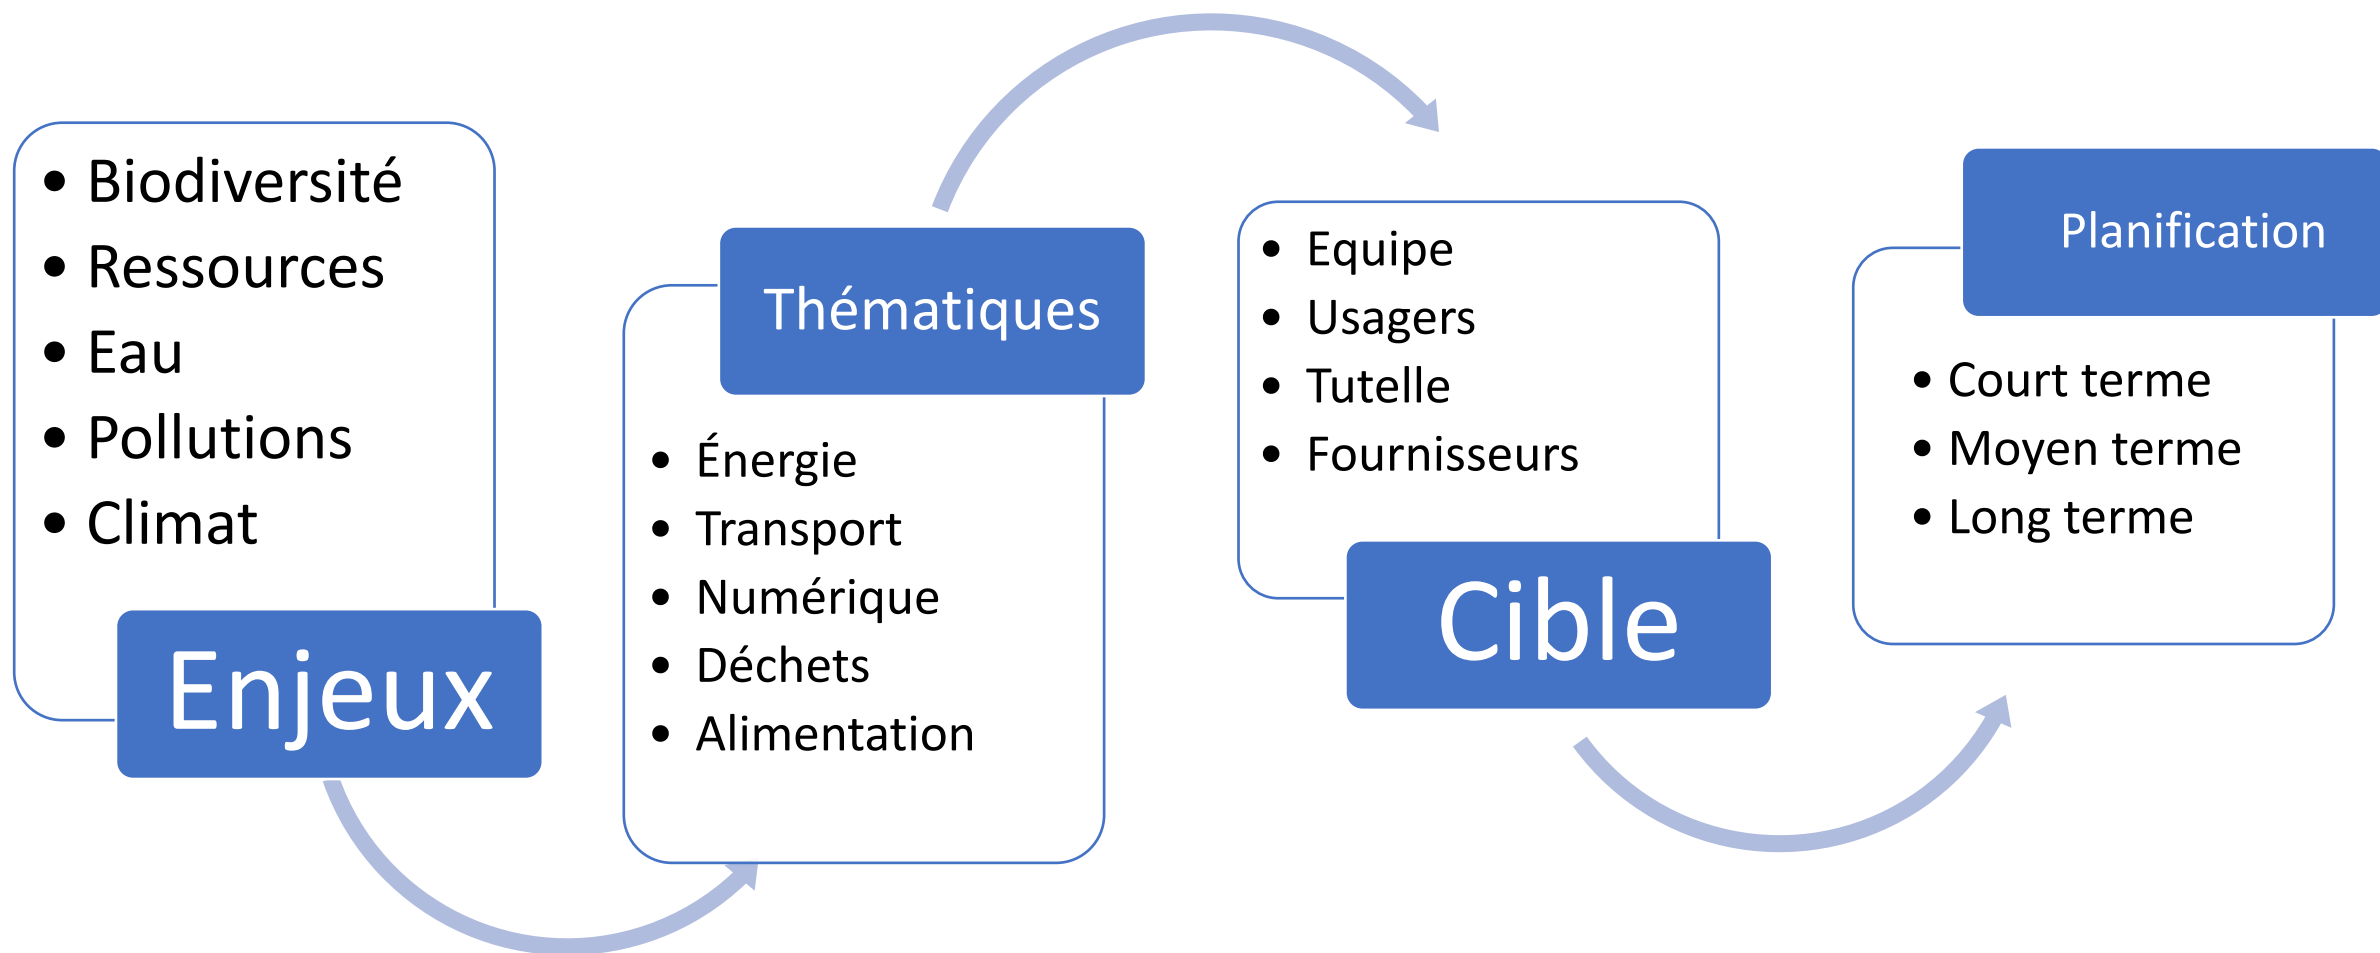 • Biodiversité
• Ressources
• Eau
• Pollutions
• Climat
Enjeux
Thématiques
• Énergie
• Transport
• Numérique
• Déchets
• Alimentation
• Equipe
• Usagers
• Tutelle
• Fournisseurs
Cible
Planification
• Court terme
• Moyen terme
• Long terme